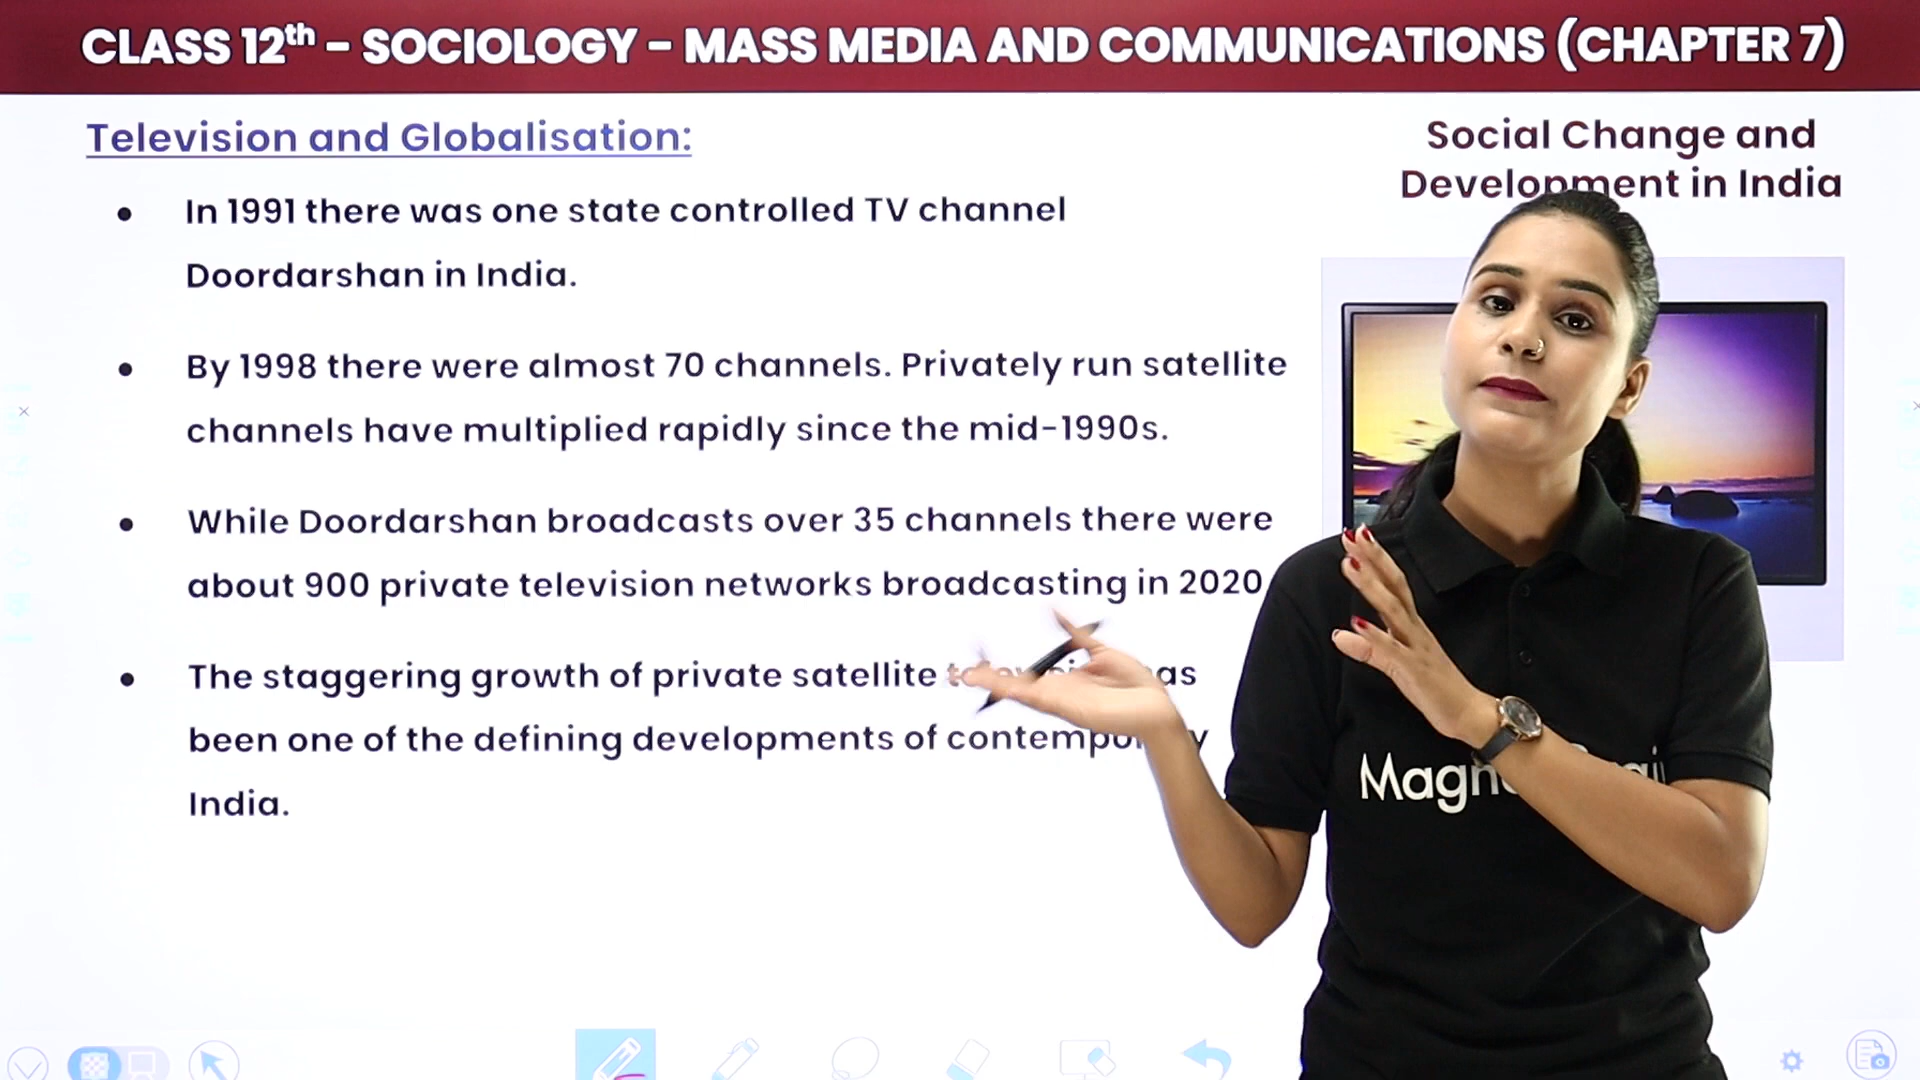 CLASS 12th - SOCIOLOGY - MASS MEDIA AND COMMUNICATIONS (CHAPTER 7)
Television and Globalisation:
Social Change and
Development in India
• In 1991 there was one state controlled TV channel
Doordarshan in India.
• By 1998 there were almost 70 channels. Privately run satellite
channels have multiplied rapidly since the mid-1990s.
• While Doordarshan broadcasts over 35 channels there were
about 900 private television networks broadcasting in 2020
• The staggering growth of private satellite
been one of the defining developments of
India.